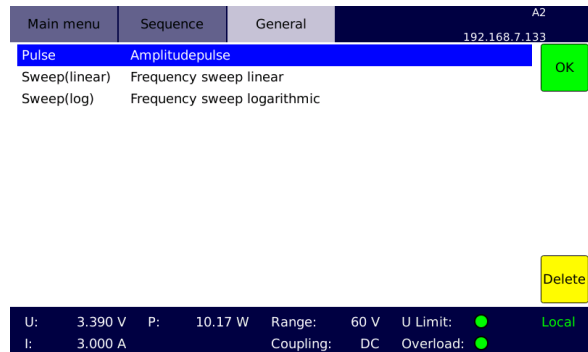 Main menu Sequence General A2
192.168.7.133
Pulse Amplitudepulse OK
Sweep(linear) Frequency sweep linear
Sweep(log) Frequency sweep logarithmic
Delete
U: 3.390 V P: 10.17 W Range: 60 V U Limit: Local
I: 3.000 A Coupling: DC Overload: